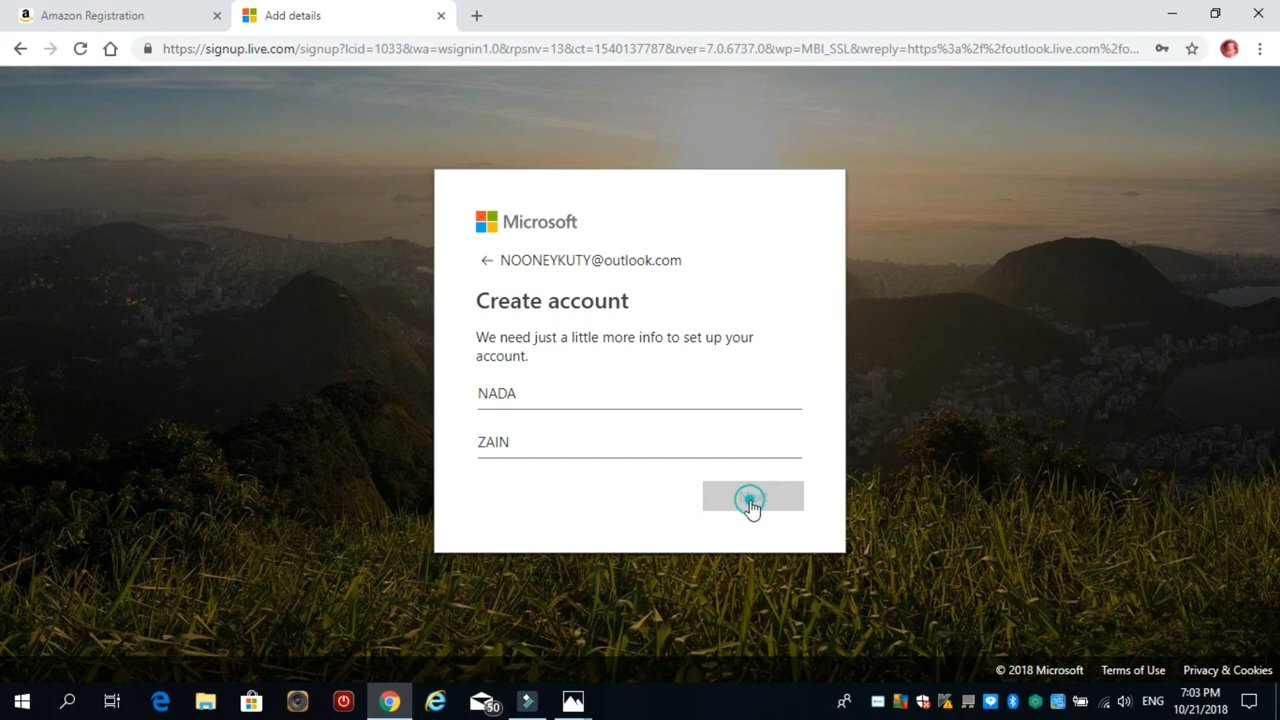 Amazon Registration
Add details
https://signup.live.com/signup?lcid=1033&wa=wsignin1.0&rpsnv=13&ct=1540137787&rver=7.0.6737.0&wp=MBI_SSL&wreply=https%3a%2f%2foutlook.live.com%2fo...
Microsoft
NOONEYKUTY@outlook.com
Create account
We need just a little more info to set up your
account.
NADA
ZAIN
© 2018 Microsoft Terms of Use Privacy & Cookies
50
ENG
7:03 PM
10/21/2018